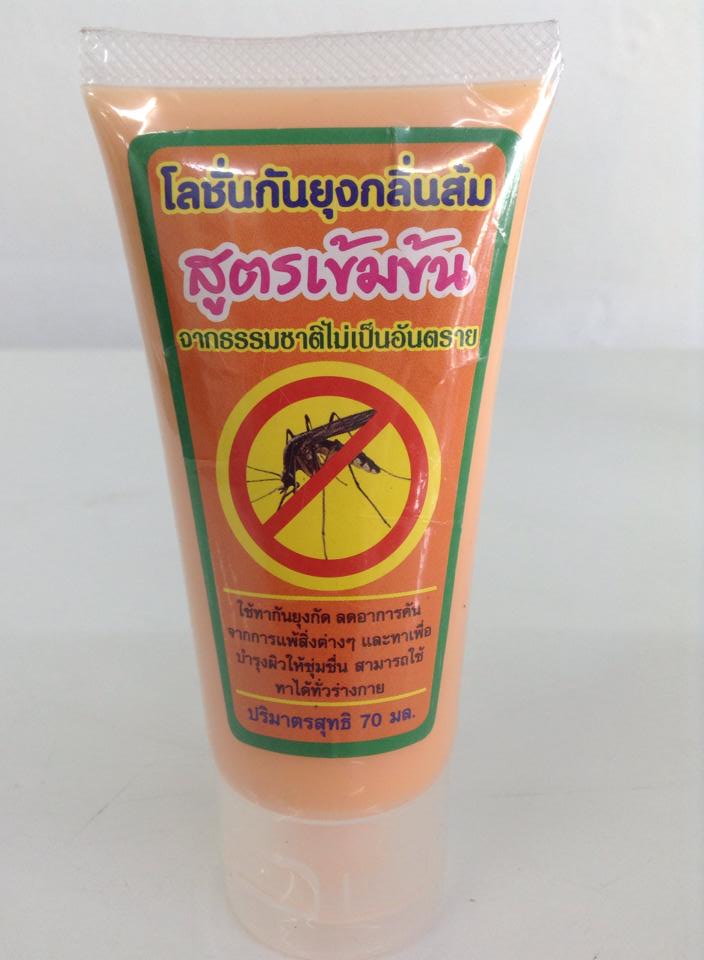 โลชั่นกันยุงกลิ่นส้ม
สูตรเข้มข้น
จากธรรมชาติไม่เป็นอันตราย
ใช้ทากันยุงกัด ลดอาการคัน
จากการแพ้สิ่งต่างๆ และทาเพื่อ
บำรุงผิวให้ชุ่มชื่น สามารถใช้
ทาได้ทั่วร่างกาย
ปริมาตรสุทธิ 70 มล.